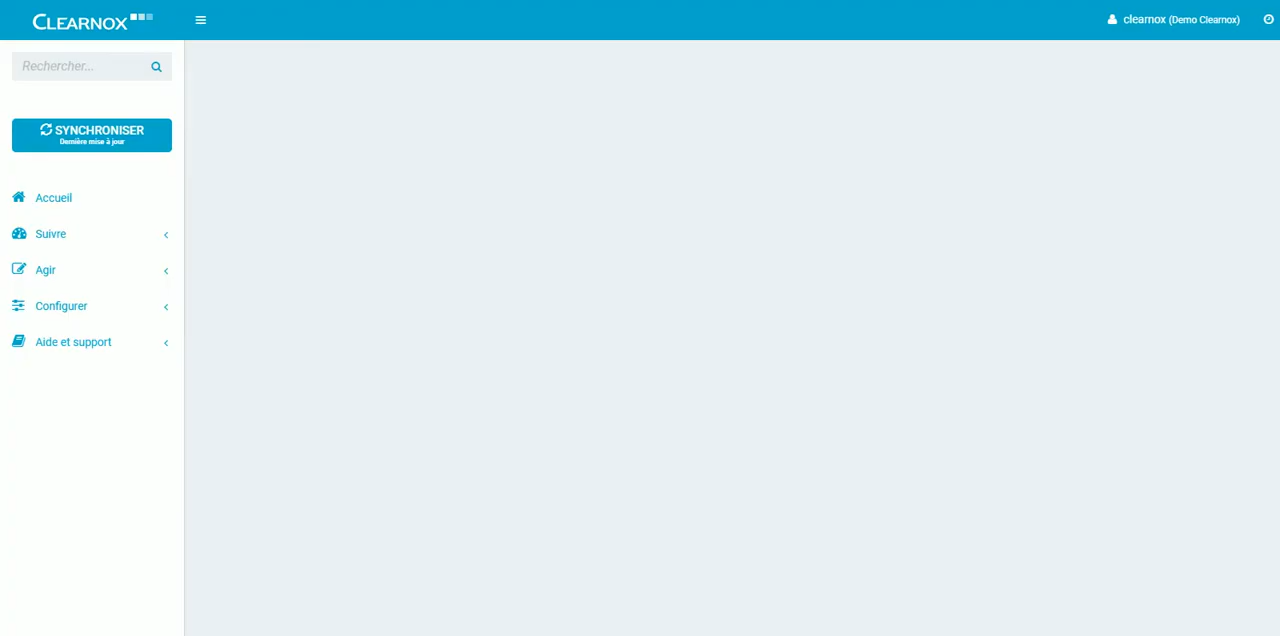 CLEARNOX
clearnox (Demo Clearnox)
Rechercher...
SYNCHRONISER
Dernière mise à jour
Accueil
Suivre
Agir
Configurer
Aide et support